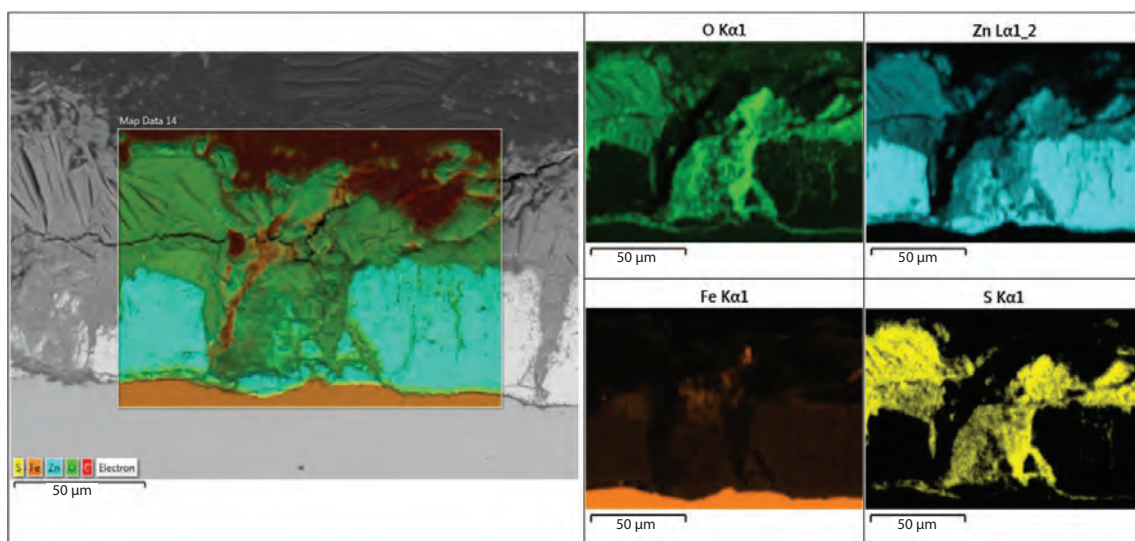 Map Data 14
S Fe Zn O C Electron
50 µm
O Kα1
50 µm
Zn Lα1_2
50 µm
Fe Kα1
50 µm
S Kα1
50 µm